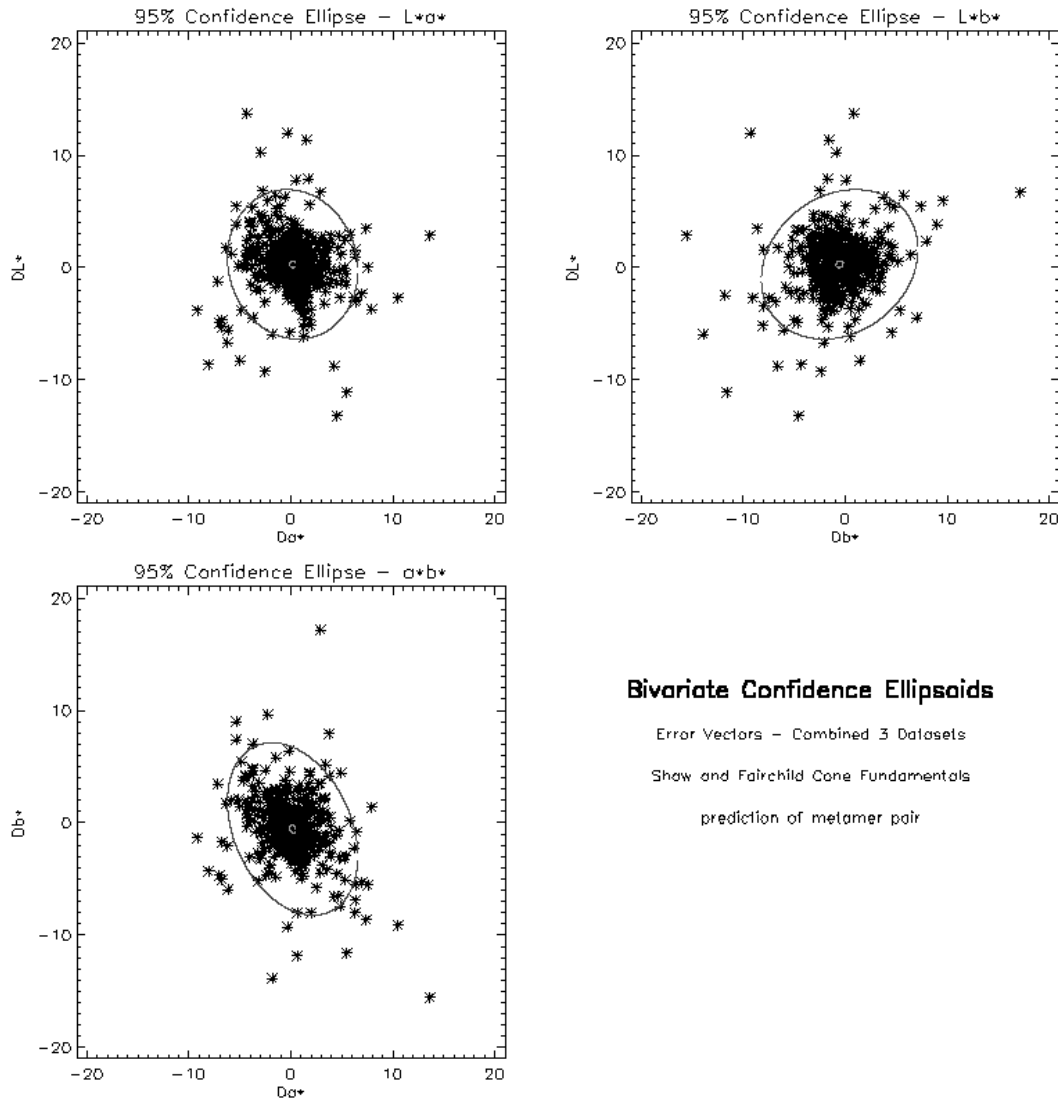 95% Confidence Ellipse – L*a*
20
10
0
−10
−20
DL*
−20 −10 0 10 20
Da*
95% Confidence Ellipse – L*b*
20
10
0
−10
−20
DL*
−20 −10 0 10 20
Db*
95% Confidence Ellipse – a*b*
20
10
0
−10
−20
Db*
−20 −10 0 10 20
Da*
Bivariate Confidence Ellipsoids
Error Vectors – Combined 3 Datasets
Shaw and Fairchild Cone Fundamentals
prediction of metamer pair